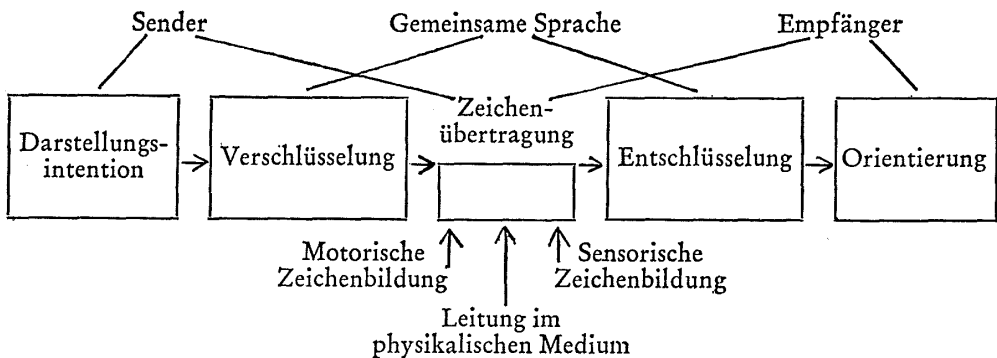 Sender
Gemeinsame Sprache
Empfänger
Zeichen-
übertragung
Darstellungs-
intention
Verschlüsselung
Entschlüsselung
Orientierung
Motorische
Zeichenbildung
Sensorische
Zeichenbildung
Leitung im
physikalischen Medium